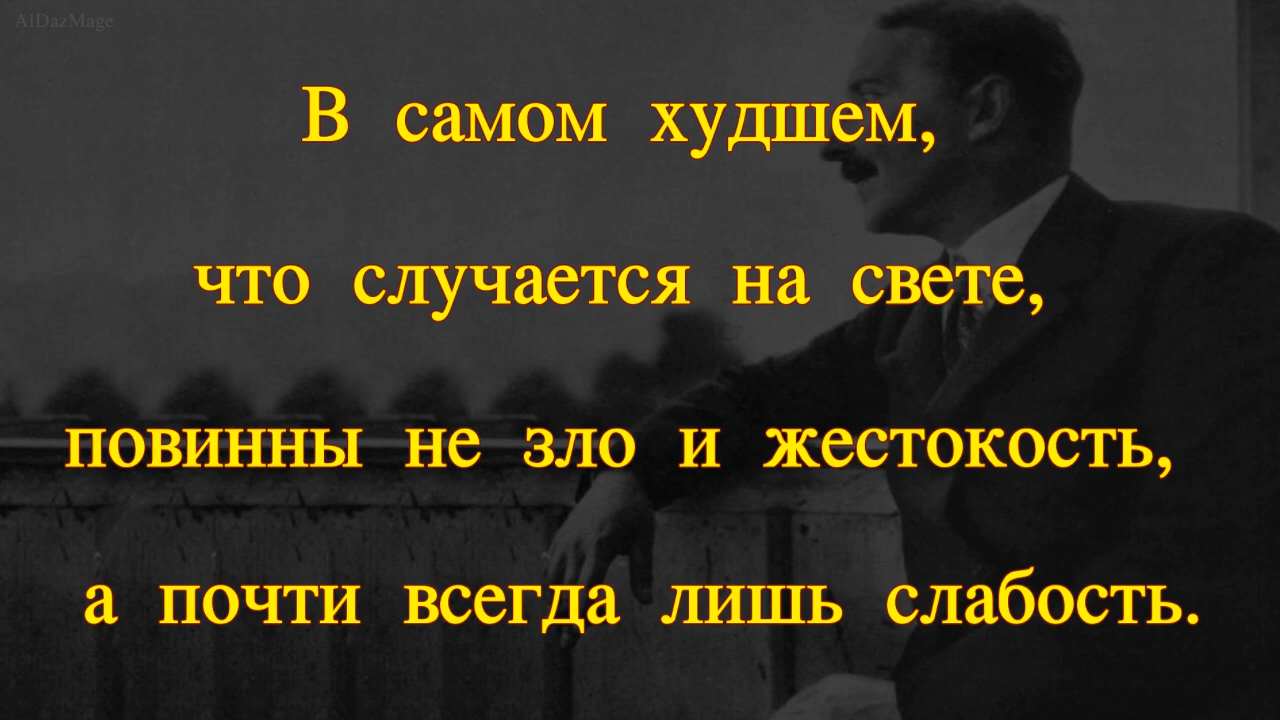 AlDazMage
В самом худшем,
что случается на свете,
повинны не зло и жестокость,
а почти всегда лишь слабость.